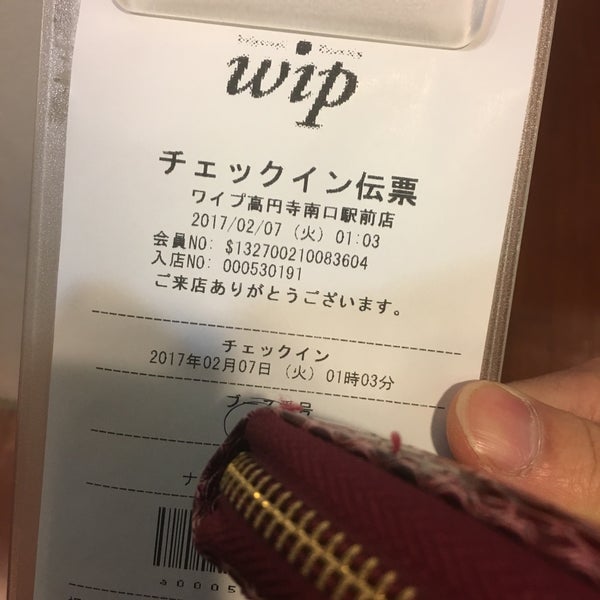 wip
チェックイン伝票
ワイプ高円寺南口駅前店
2017/02/07 (火) 01:03
会員NO: $132700210083604
入店NO: 000530191
ご来店ありがとうございます。
チェックイン
2017年02月07日 (火) 01時03分
ナ
a0005